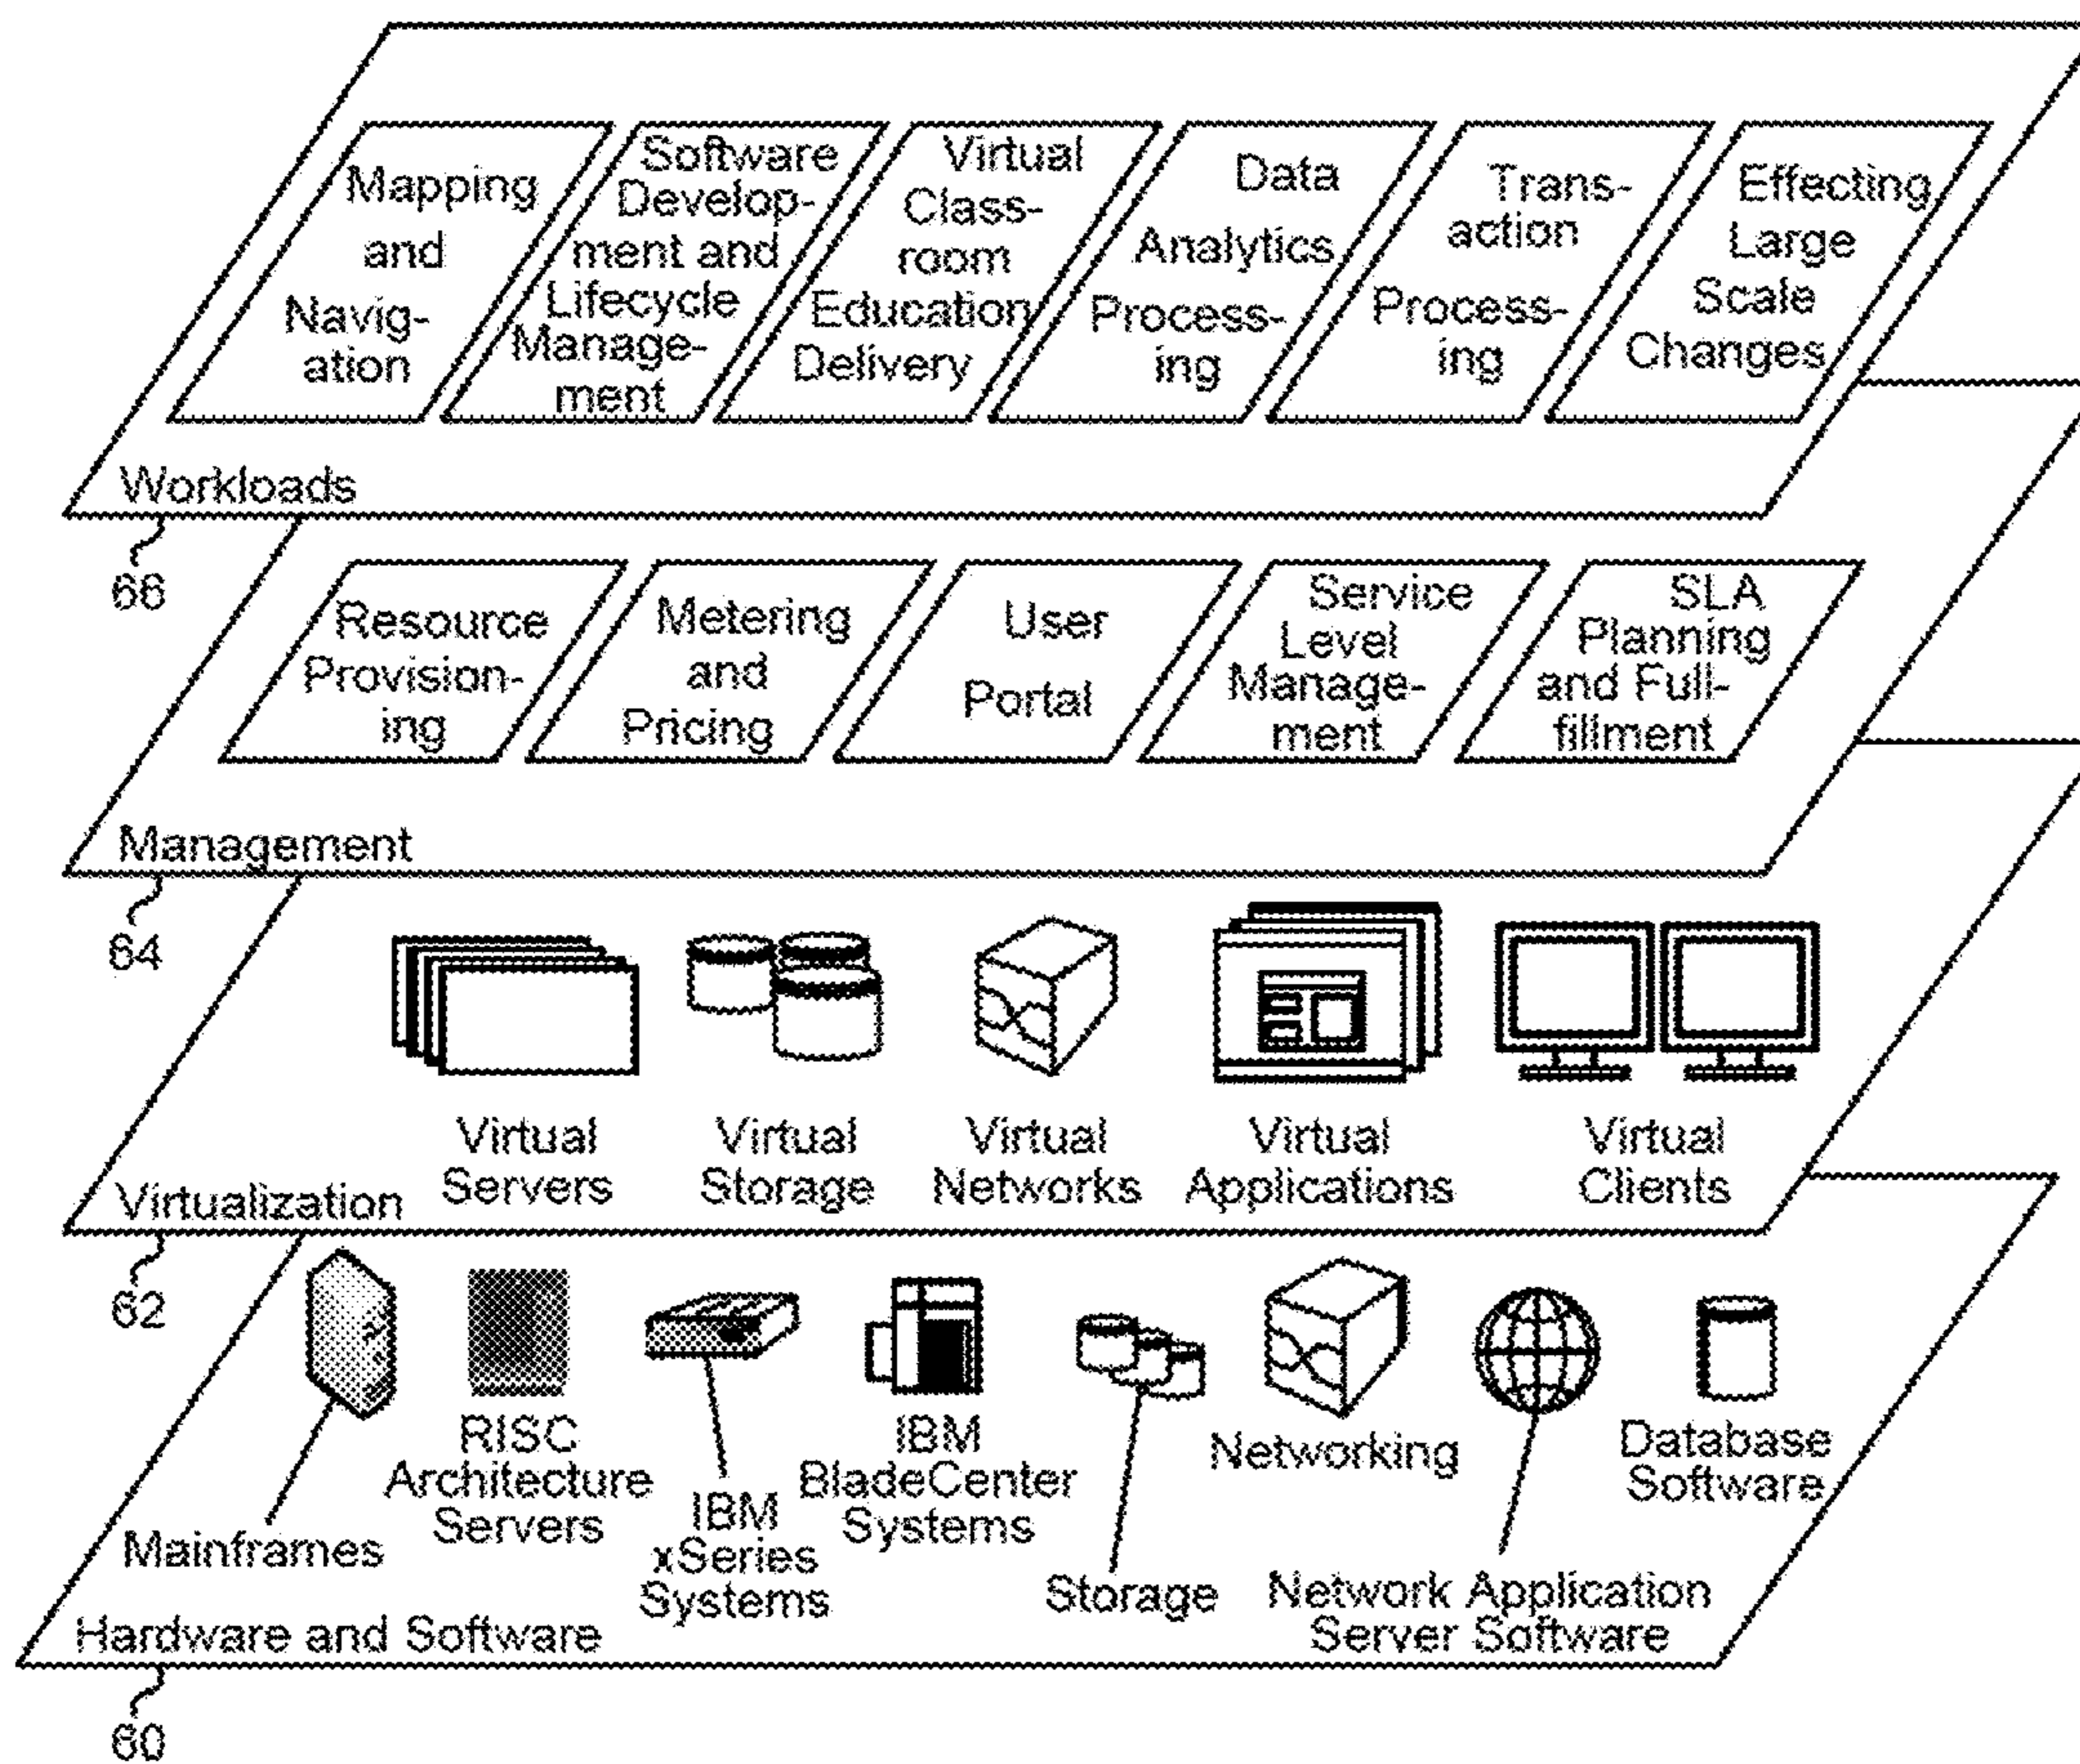 Mapping
and
Navig-
ation
Software
Develop-
ment and
Lifecycle
Manage-
ment
Virtual
Class-
room
Education
Delivery
Data
Analytics
Process-
ing
Trans-
action
Process-
ing
Effecting
Large
Scale
Changes
Workloads
66
Resource
Provision-
ing
Metering
and
Pricing
User
Portal
Service
Level
Manage-
ment
SLA
Planning
and Full-
fillment
Management
64
Virtual
Servers
Virtual
Storage
Virtual
Networks
Virtual
Applications
Virtual
Clients
Virtualization
62
Mainframes
RISC
Architecture
Servers
IBM
xSeries
Systems
IBM
BladeCenter
Systems
Storage
Networking
Network Application
Server Software
Database
Software
Hardware and Software
60